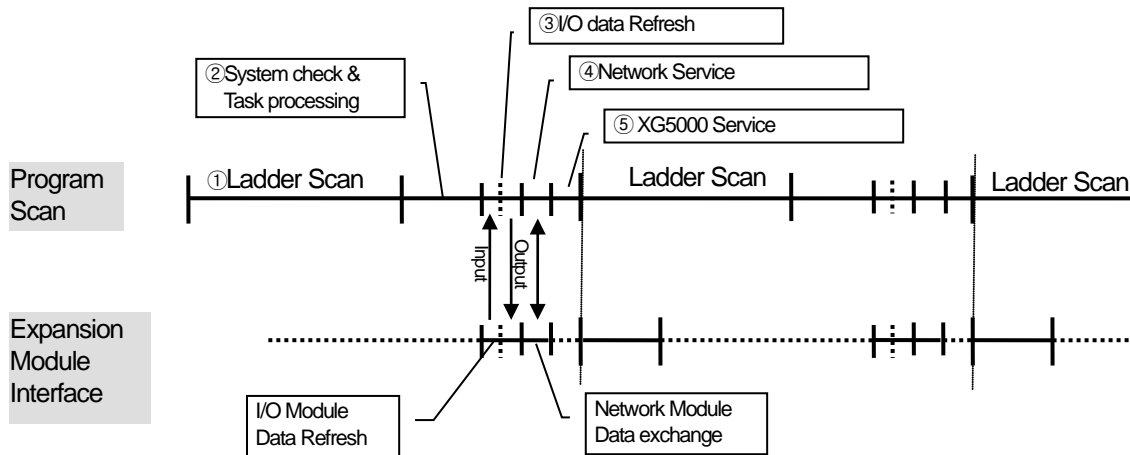 ③I/O data Refresh
②System check &
Task processing
④Network Service
⑤ XG5000 Service
Program
Scan
①Ladder Scan
Ladder Scan
Ladder Scan
Input
Output
Expansion
Module
Interface
I/O Module
Data Refresh
Network Module
Data exchange